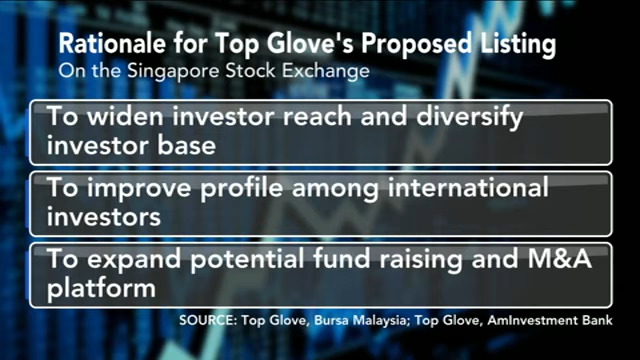 Rationale for Top Glove's Proposed Listing
On the Singapore Stock Exchange
To widen investor reach and diversify
investor base
To improve profile among international
investors
To expand potential fund raising and M&A
platform
SOURCE: Top Glove, Bursa Malaysia; Top Glove, AmInvestment Bank